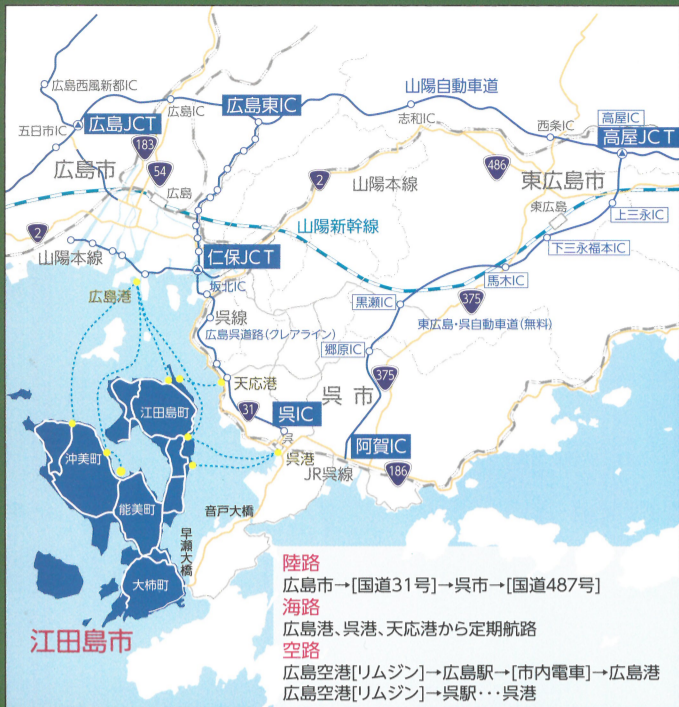 広島西風新都IC
広島IC
広島東IC
山陽自動車道
五日市IC
広島JCT
志和IC
西条IC
高屋IC
高屋JCT
183
54
広島市
広島
2
山陽本線
486
東広島市
東広島
上三永IC
山陽新幹線
2
山陽本線
仁保JCT
下三永福本IC
馬木IC
坂北IC
広島港
黒瀬IC
375
呉線
広島呉道路(クレアライン)
東広島・呉自動車道(無料)
郷原IC
天応港
375
呉市
江田島町
31
呉IC
呉
阿賀IC
沖美町
呉港
JR呉線
186
能美町
音戸大橋
早瀬大橋
大柿町
江田島市
陸路
広島市→[国道31号]→呉市→[国道487号]
海路
広島港、呉港、天応港から定期航路
空路
広島空港[リムジン]→広島駅→[市内電車]→広島港
広島空港[リムジン]→呉駅･･･呉港